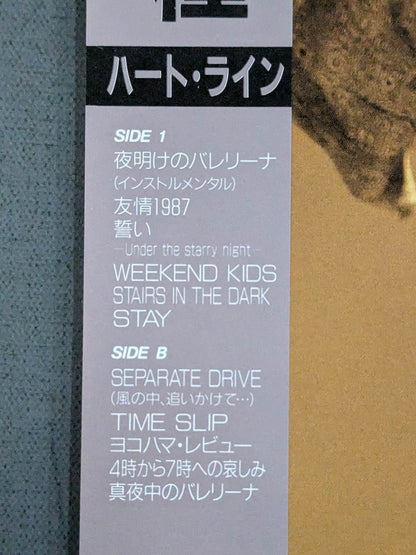 ハート・ライン
SIDE 1
夜明けのバレリーナ
(インストルメンタル)
友情1987
誓い
—Under the starry night—
WEEKEND KIDS
STAIRS IN THE DARK
STAY
SIDE B
SEPARATE DRIVE
(風の中、追いかけて…)
TIME SLIP
ヨコハマ・レビュー
4時から7時への哀しみ
真夜中のバレリーナ